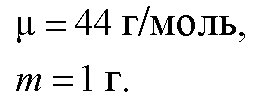 μ = 44 г/моль,
m = 1 г.